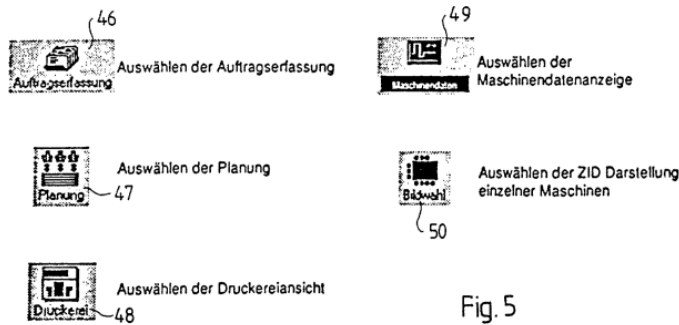 46
Auftragserfassung
Auswählen der Auftragserfassung
49
Maschinendaten
Auswählen der
Maschinendatenanzeige
Planung
47
Auswählen der Planung
Bildwahl
50
Auswählen der ZID Darstellung
einzelner Maschinen
Druckerei
48
Auswählen der Druckereiansicht
Fig. 5